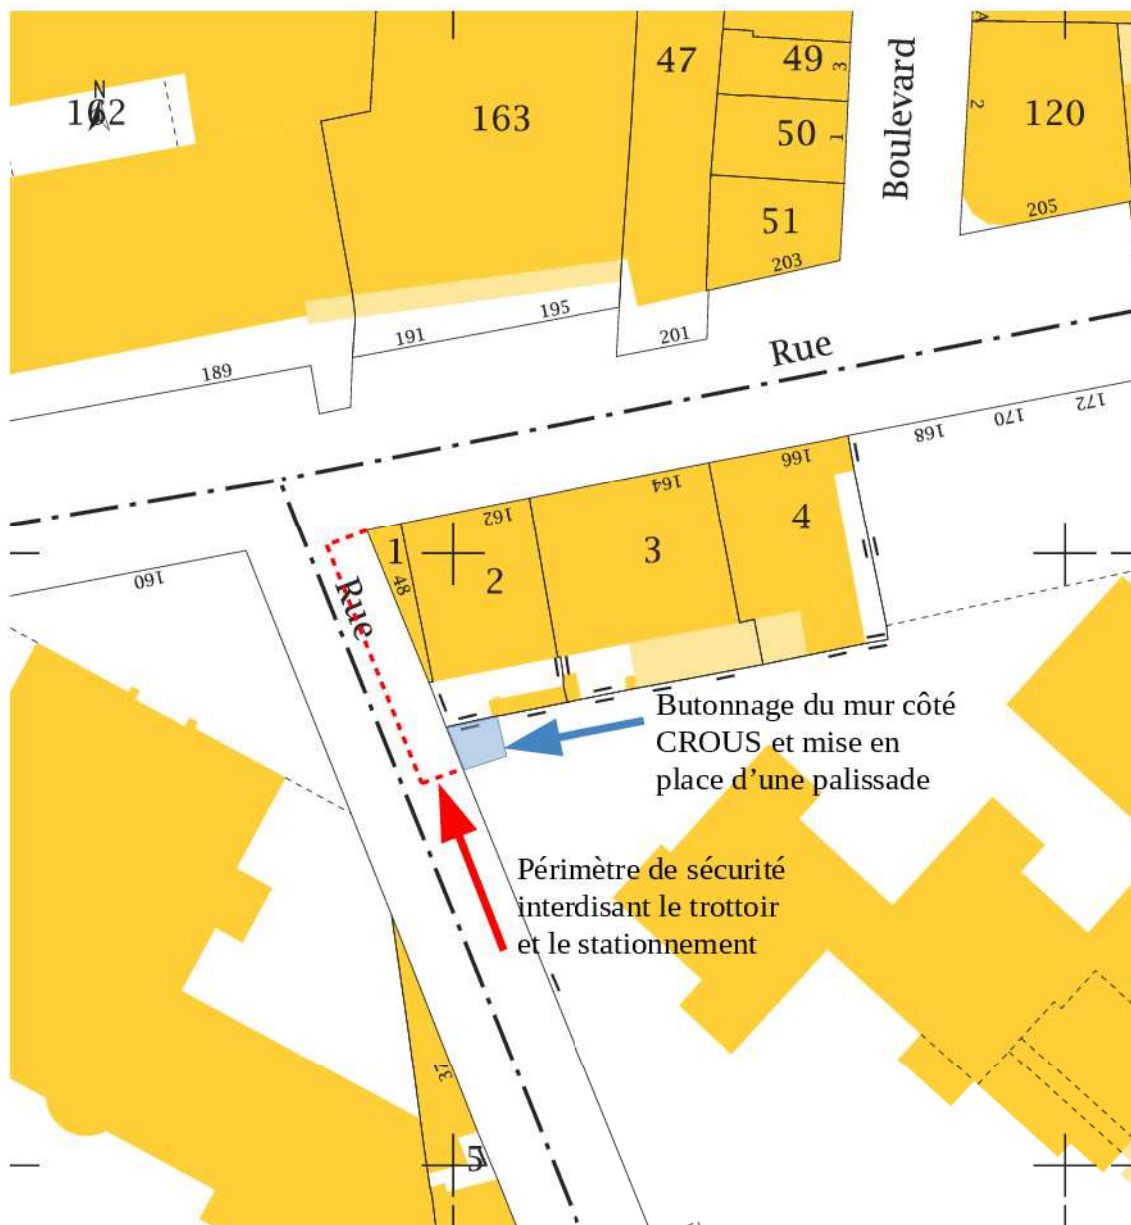 N
162
163
47
49
3
50
1
51
203
Boulevard
A
2
120
205
195
191
201
189
Rue
172
170
168
166
164
162
160
1
48
2
3
4
Rue
Butonnage du mur côté
CROUS et mise en
place d’une palissade
Périmètre de sécurité
interdisant le trottoir
et le stationnement
37
5